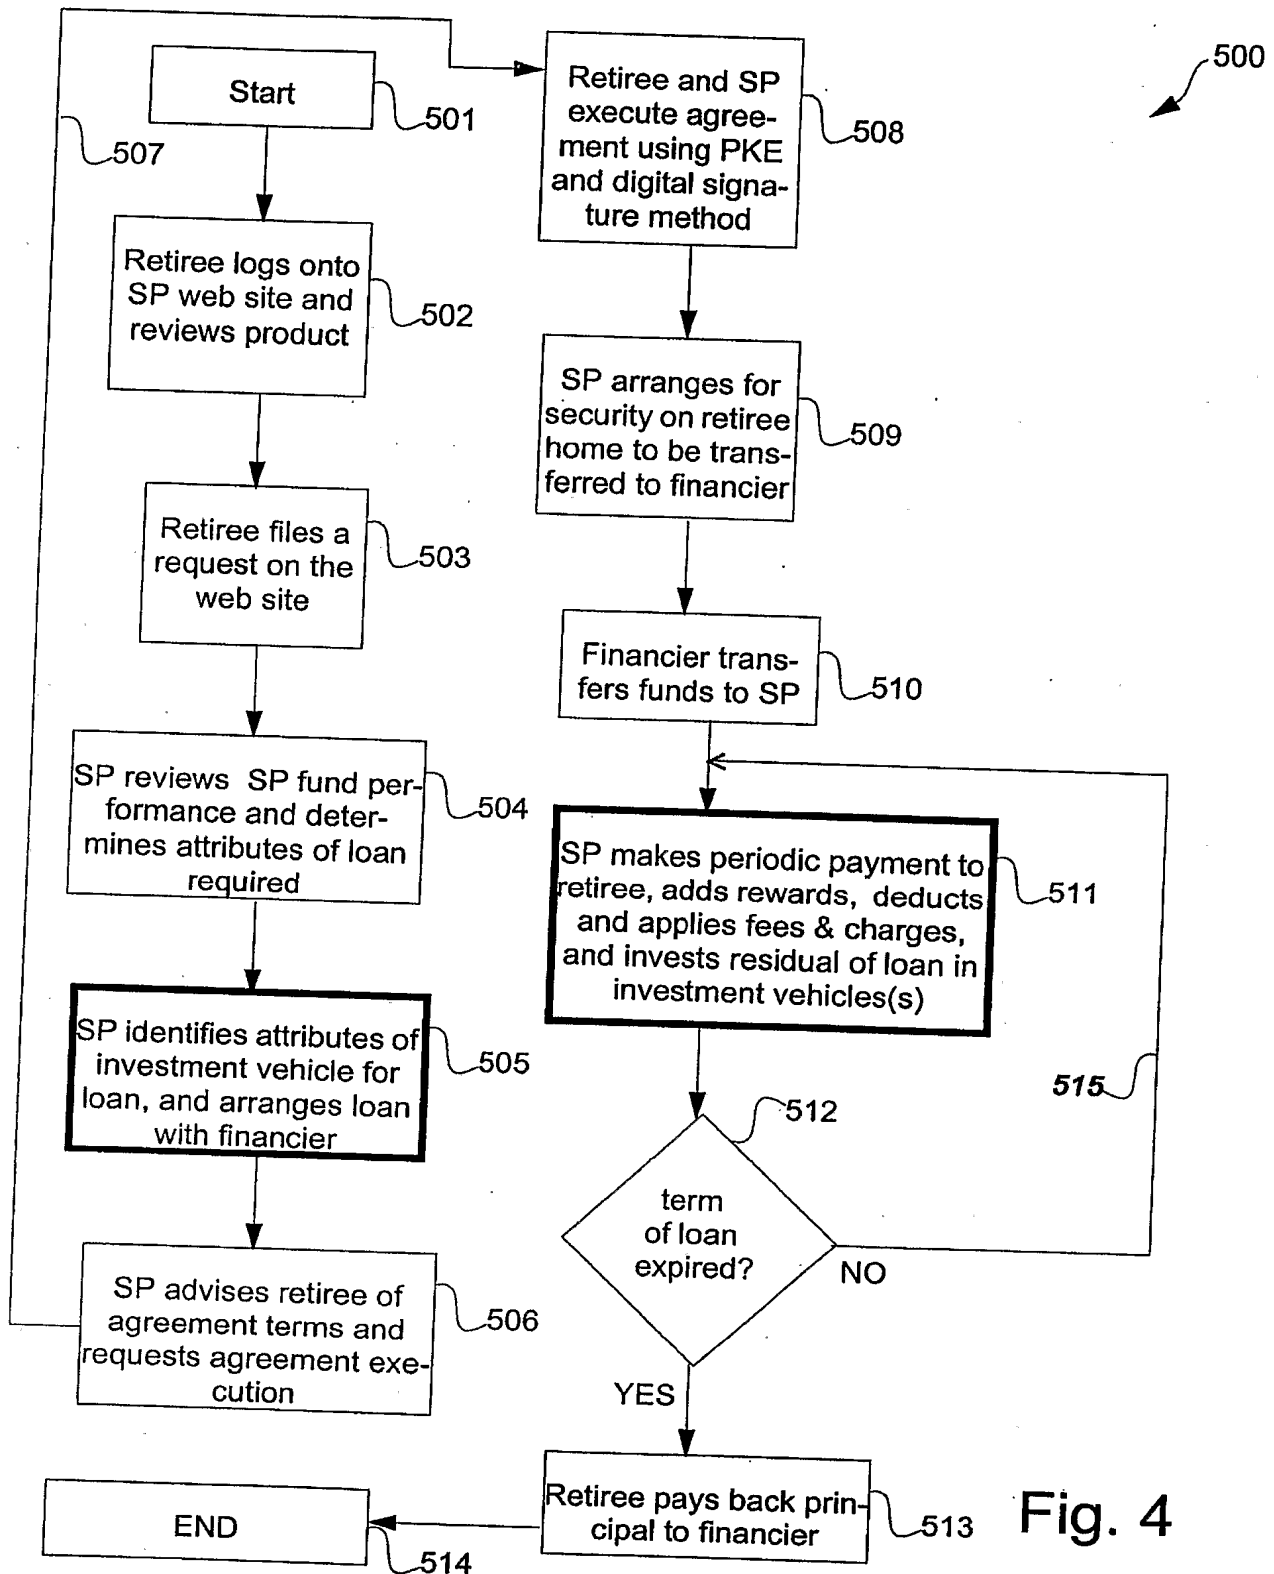 Start
501
507
Retiree logs onto
SP web site and
reviews product
502
Retiree files a
request on the
web site
503
SP reviews SP fund per-
formance and deter-
mines attributes of loan
required
504
SP identifies attributes of
investment vehicle for
loan, and arranges loan
with financier
505
SP advises retiree of
agreement terms and
requests agreement exe-
cution
506
500
Retiree and SP
execute agree-
ment using PKE
and digital signa-
ture method
508
SP arranges for
security on retiree
home to be trans-
ferred to financier
509
Financier trans-
fers funds to SP
510
SP makes periodic payment to
retiree, adds rewards, deducts
and applies fees & charges,
and invests residual of loan in
investment vehicles(s)
511
515
512
term
of loan
expired?
NO
YES
Retiree pays back prin-
cipal to financier
513
END
514
Fig. 4